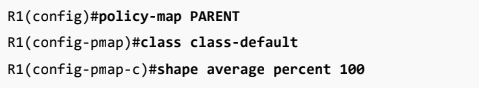 R1(config)#policy-map PARENT
R1(config-pmap)#class class-default
R1(config-pmap-c)#shape average percent 100